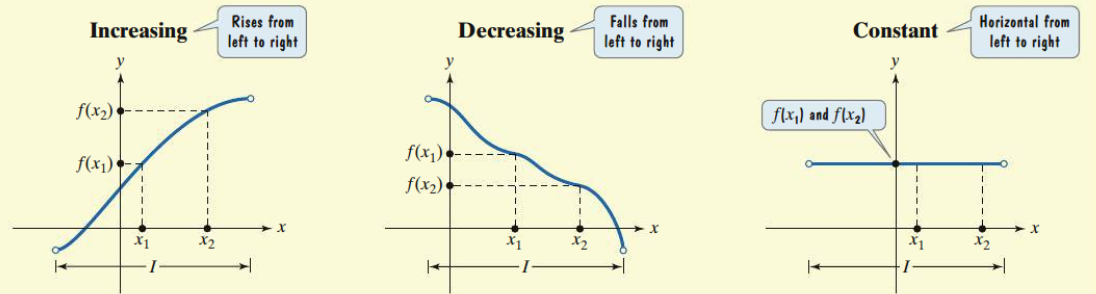 Increasing
Rises from
left to right
y
f(x₂)
f(x₁)
x₁
x₂
x
I
Decreasing
Falls from
left to right
y
f(x₁)
f(x₂)
x₁
x₂
x
I
Constant
Horizontal from
left to right
y
f(x₁) and f(x₂)
x₁
x₂
x
I